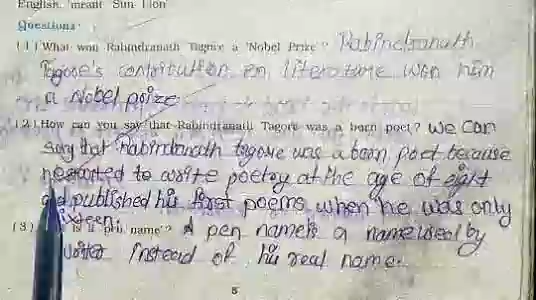 English, meant 'Sun Lion'
Questions
(1) What won Rabindranath Tagore a 'Nobel Prize'? Rabindranath
Tagore's contribution en literature won him
a Nobel prize
(2) How can you say that Rabindranath Tagore was a born poet? we can
say that rabindranath tagore was a boan poet because
he started to write poetry at the age of eight
and published his first poems when he was only
sixteen.
(3) is a 'pen name'? A pen name is a name used by
writer instead of his real name.
5